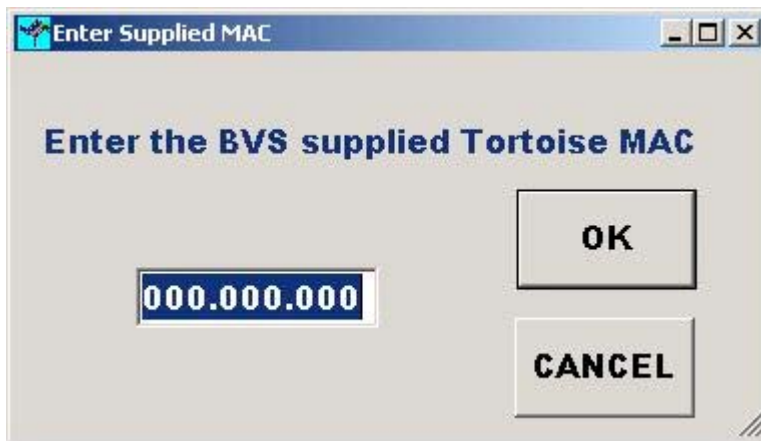 Enter Supplied MAC
Enter the BVS supplied Tortoise MAC
OK
000.000.000
CANCEL